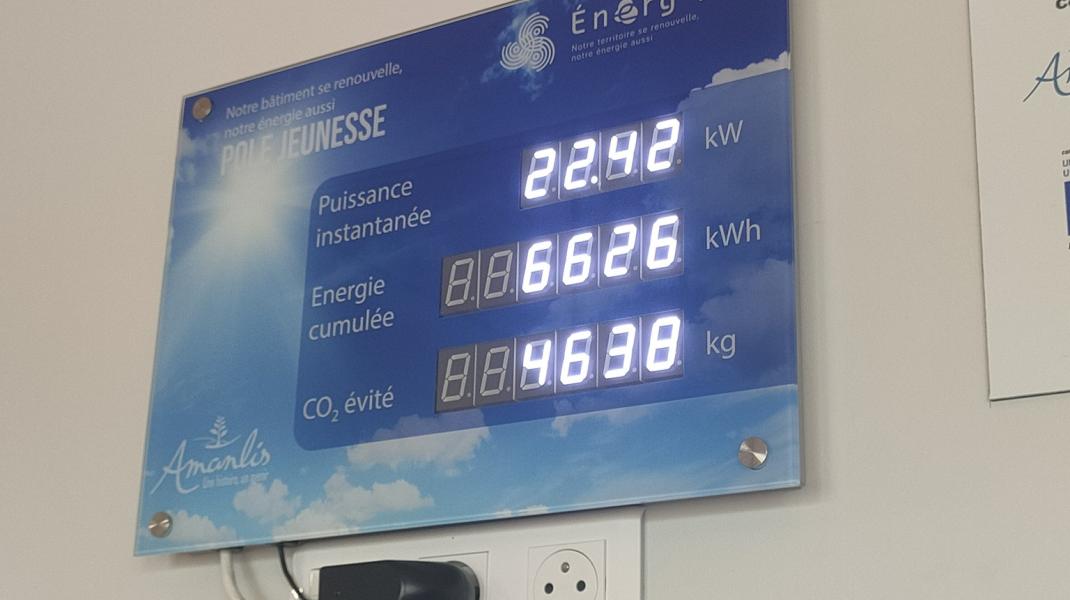 Notre territoire se renouvelle,
notre énergie aussi
Notre bâtiment se renouvelle,
notre énergie aussi
POLE JEUNESSE
Puissance
instantanée
22.42 kW
Energie
cumulée
6626 kWh
CO₂ évité
4638 kg
Amanlis